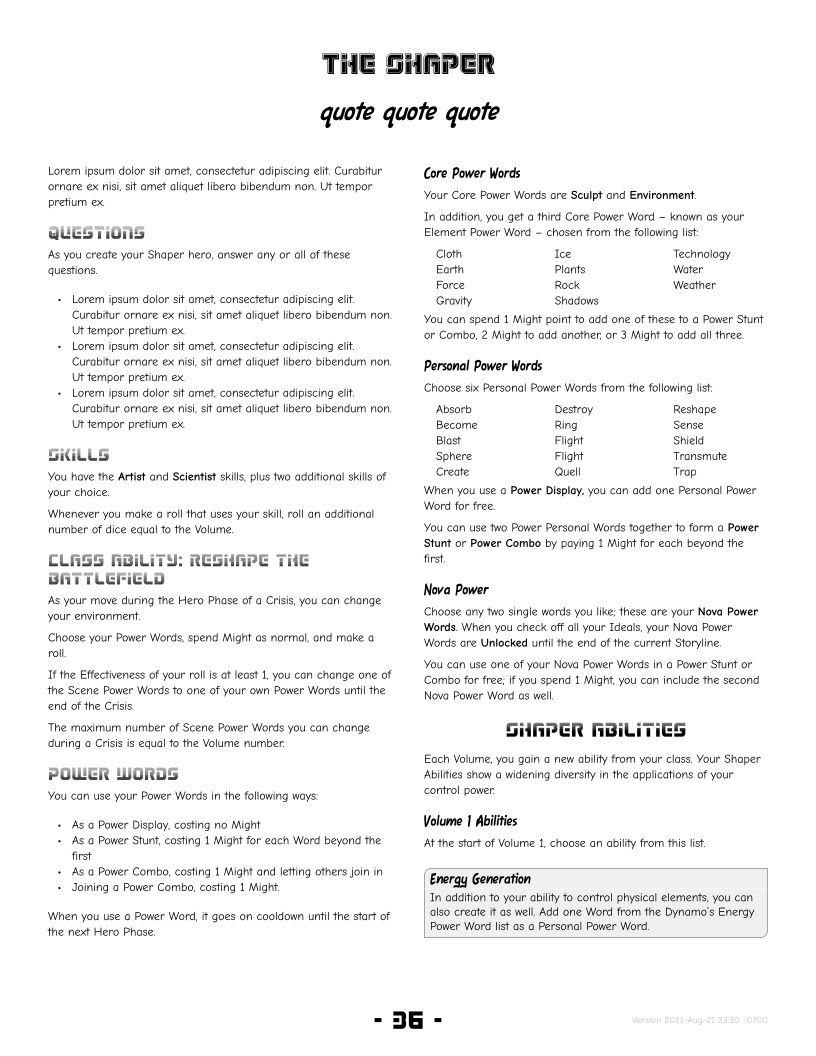 THE SHAPER
quote quote quote
Lorem ipsum dolor sit amet, consectetur adipiscing elit. Curabitur
ornare ex nisi, sit amet aliquet libero bibendum non. Ut tempor
pretium ex.
QUESTIONS
As you create your Shaper hero, answer any or all of these
questions.
• Lorem ipsum dolor sit amet, consectetur adipiscing elit.
Curabitur ornare ex nisi, sit amet aliquet libero bibendum non.
Ut tempor pretium ex.
• Lorem ipsum dolor sit amet, consectetur adipiscing elit.
Curabitur ornare ex nisi, sit amet aliquet libero bibendum non.
Ut tempor pretium ex.
• Lorem ipsum dolor sit amet, consectetur adipiscing elit.
Curabitur ornare ex nisi, sit amet aliquet libero bibendum non.
Ut tempor pretium ex.
SKILLS
You have the Artist and Scientist skills, plus two additional skills of
your choice.
Whenever you make a roll that uses your skill, roll an additional
number of dice equal to the Volume.
CLASS ABILITY: RESHAPE THE
BATTLEFIELD
As your move during the Hero Phase of a Crisis, you can change
your environment.
Choose your Power Words, spend Might as normal, and make a
roll.
If the Effectiveness of your roll is at least 1, you can change one of
the Scene Power Words to one of your own Power Words until the
end of the Crisis.
The maximum number of Scene Power Words you can change
during a Crisis is equal to the Volume number.
POWER WORDS
You can use your Power Words in the following ways:
• As a Power Display, costing no Might
• As a Power Stunt, costing 1 Might for each Word beyond the
first
• As a Power Combo, costing 1 Might and letting others join in
• Joining a Power Combo, costing 1 Might.
When you use a Power Word, it goes on cooldown until the start of
the next Hero Phase.
Core Power Words
Your Core Power Words are Sculpt and Environment.
In addition, you get a third Core Power Word – known as your
Element Power Word – chosen from the following list:
Cloth Ice Technology
Earth Plants Water
Force Rock Weather
Gravity Shadows
You can spend 1 Might point to add one of these to a Power Stunt
or Combo, 2 Might to add another, or 3 Might to add all three.
Personal Power Words
Choose six Personal Power Words from the following list:
Absorb Destroy Reshape
Become Ring Sense
Blast Flight Shield
Sphere Flight Transmute
Create Quell Trap
When you use a Power Display, you can add one Personal Power
Word for free.
You can use two Power Personal Words together to form a Power
Stunt or Power Combo by paying 1 Might for each beyond the
first.
Nova Power
Choose any two single words you like; these are your Nova Power
Words. When you check off all your Ideals, your Nova Power
Words are Unlocked until the end of the current Storyline.
You can use one of your Nova Power Words in a Power Stunt or
Combo for free; if you spend 1 Might, you can include the second
Nova Power Word as well.
SHAPER ABILITIES
Each Volume, you gain a new ability from your class. Your Shaper
Abilities show a widening diversity in the applications of your
control power.
Volume 1 Abilities
At the start of Volume 1, choose an ability from this list.
Energy Generation
In addition to your ability to control physical elements, you can
also create it as well. Add one Word from the Dynamo's Energy
Power Word list as a Personal Power Word.
- 36 -
Version 2021-Aug-21 23:30 -0700